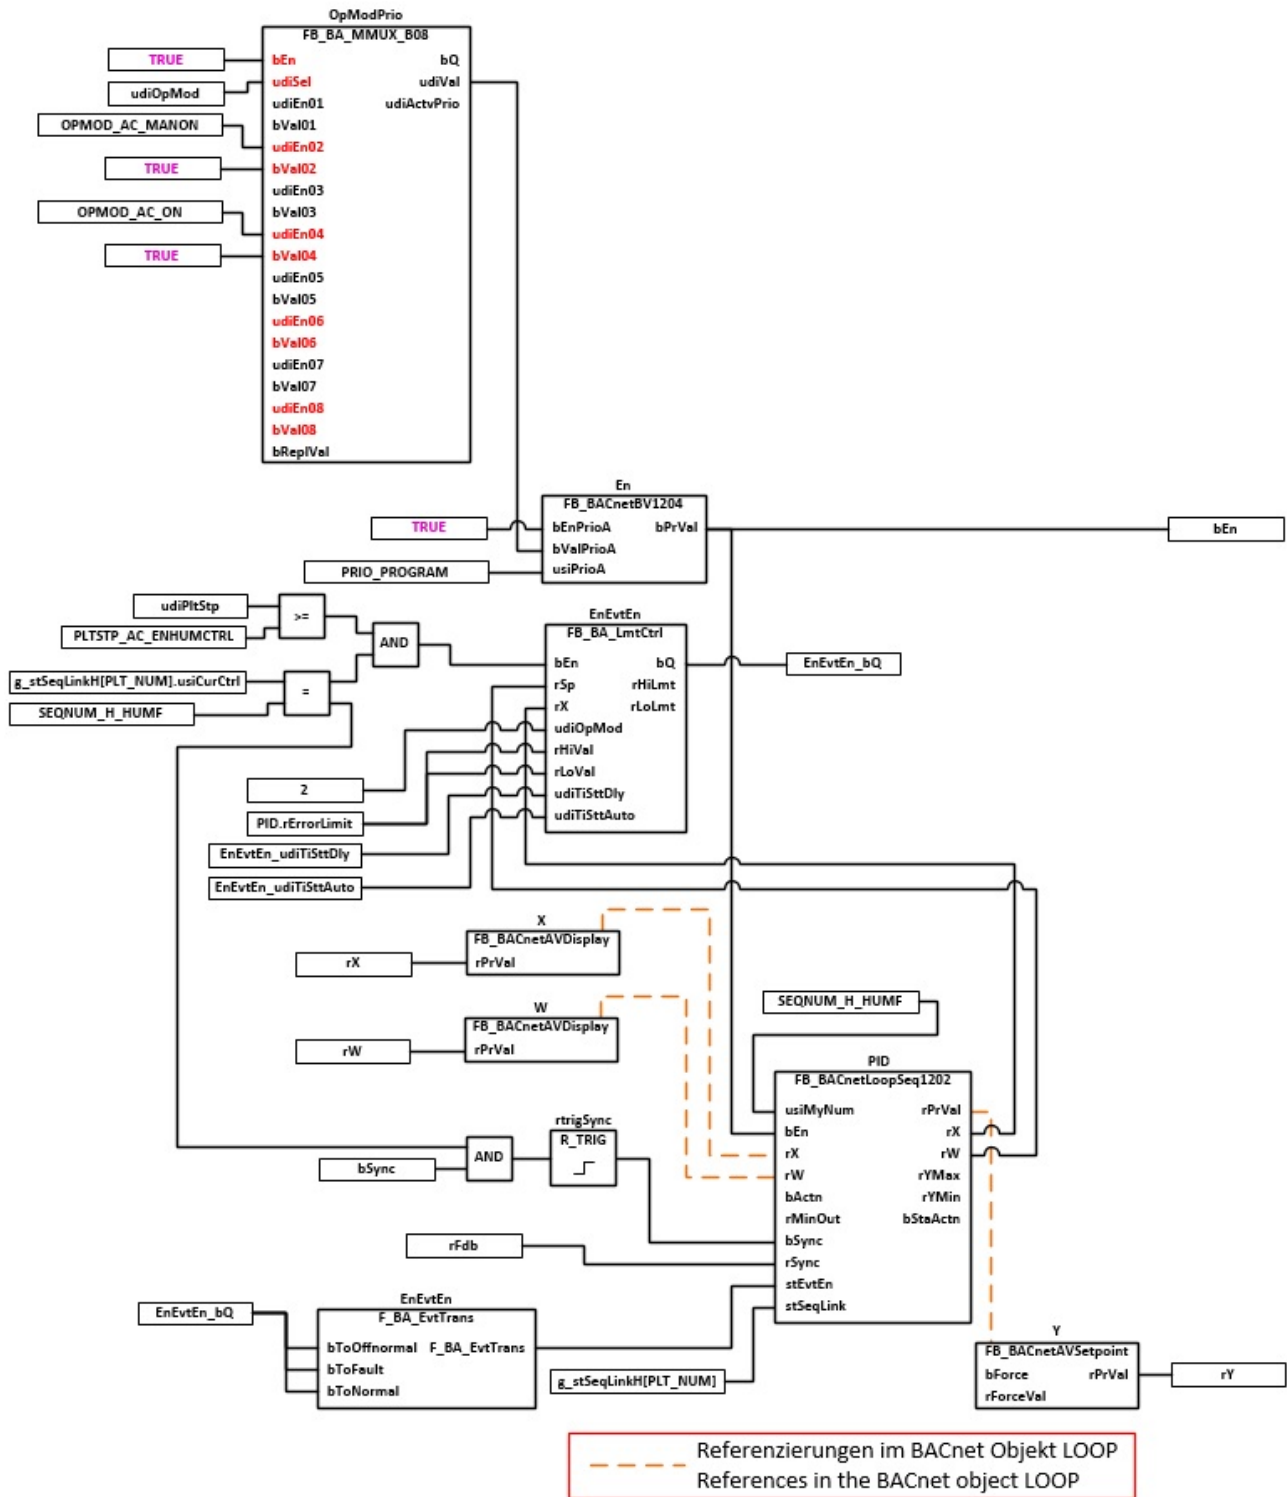 OpModPrio
FB_BA_MMUX_B08
TRUE
bEn
bQ
udiOpMod
udiSel
udiVal
udiEn01
udiActvPrio
OPMOD_AC_MANON
bVal01
udiEn02
TRUE
bVal02
udiEn03
OPMOD_AC_ON
bVal03
udiEn04
TRUE
bVal04
udiEn05
bVal05
udiEn06
bVal06
udiEn07
bVal07
udiEn08
bVal08
bReplVal
En
FB_BACnetBV1204
TRUE
bEnPrioA
bPrVal
bEn
bValPrioA
PRIO_PROGRAM
usiPrioA
udiPltStp
>=
PLTSTP_AC_ENHUMCTRL
AND
g_stSeqLinkH[PLT_NUM].usiCurCtrl
=
SEQNUM_H_HUMF
EnEvtEn
FB_BA_LmtCtrl
bEn
bQ
EnEvtEn_bQ
rSp
rHiLmt
rX
rLoLmt
udiOpMod
rHiVal
rLoVal
udiTiSttDly
udiTiSttAuto
2
PID.rErrorLimit
EnEvtEn_udiTiSttDly
EnEvtEn_udiTiSttAuto
X
FB_BACnetAVDisplay
rX
rPrVal
W
FB_BACnetAVDisplay
rW
rPrVal
SEQNUM_H_HUMF
PID
FB_BACnetLoopSeq1202
usiMyNum
rPrVal
bEn
rX
rX
rW
rW
rYMax
bActn
rYMin
rMinOut
bStaActn
bSync
rSync
stEvtEn
stSeqLink
rtrigSync
R_TRIG
AND
bSync
rFdb
EnEvtEn
F_BA_EvtTrans
EnEvtEn_bQ
bToOffnormal
F_BA_EvtTrans
bToFault
bToNormal
g_stSeqLinkH[PLT_NUM]
Y
FB_BACnetAVSetpoint
bForce
rPrVal
rY
rForceVal
Referenzierungen im BACnet Objekt LOOP
References in the BACnet object LOOP